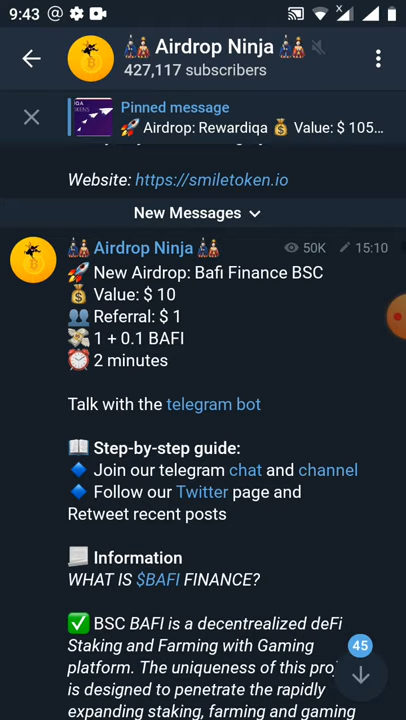 9:43
Airdrop Ninja
427,117 subscribers
Pinned message
🚀 Airdrop: Rewardiqa 💰 Value: $ 105…
Website: https://smiletoken.io
New Messages
Airdrop Ninja
50K 15:10
🚀 New Airdrop: Bafi Finance BSC
💰 Value: $ 10
👥 Referral: $ 1
💸 1 + 0.1 BAFI
⏰ 2 minutes
Talk with the telegram bot
📖 Step-by-step guide:
🔷 Join our telegram chat and channel
🔷 Follow our Twitter page and
Retweet recent posts
📃 Information
WHAT IS $BAFI FINANCE?
✅ BSC BAFI is a decentrealized deFi
Staking and Farming with Gaming
platform. The uniqueness of this
is designed to penetrate the rapidly
expanding staking, farming and gaming
45